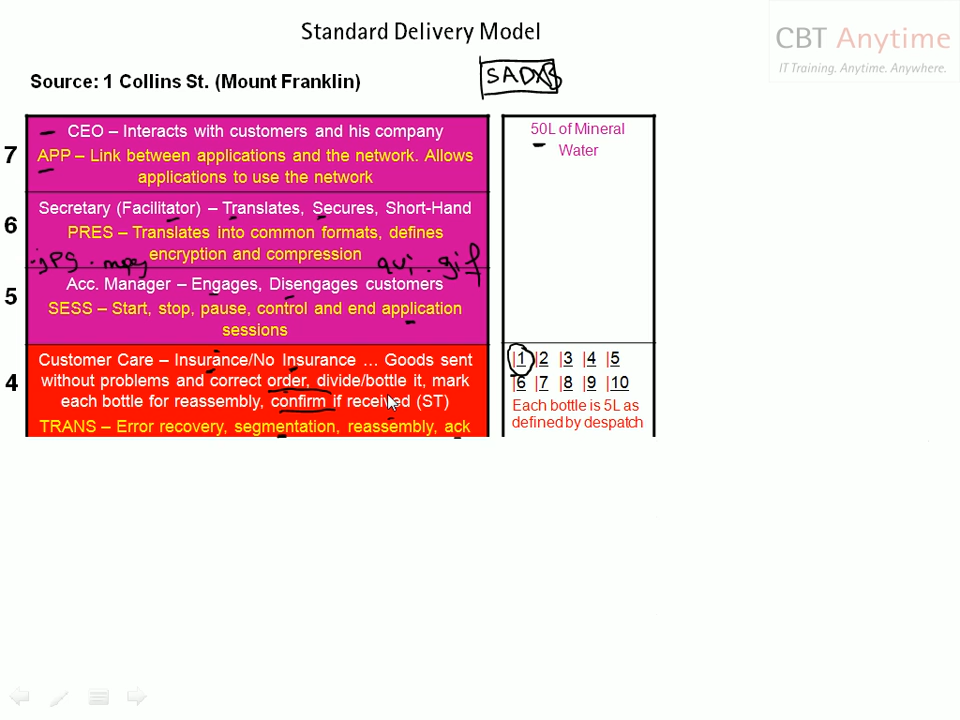 Standard Delivery Model
CBT Anytime
IT Training. Anytime. Anywhere.
Source: 1 Collins St. (Mount Franklin)
7
CEO – Interacts with customers and his company
APP – Link between applications and the network. Allows
applications to use the network
50L of Mineral
Water
6
Secretary (Facilitator) – Translates, Secures, Short-Hand
PRES – Translates into common formats, defines
encryption and compression
.gif
5
Acc. Manager – Engages, Disengages customers
SESS – Start, stop, pause, control and end application
sessions
4
Customer Care – Insurance/No Insurance ... Goods sent
without problems and correct order, divide/bottle it, mark
each bottle for reassembly, confirm if received (ST)
TRANS – Error recovery, segmentation, reassembly, ack
|1 |2 |3 |4 |5
|6 |7 |8 |9 |10
Each bottle is 5L as
defined by despatch